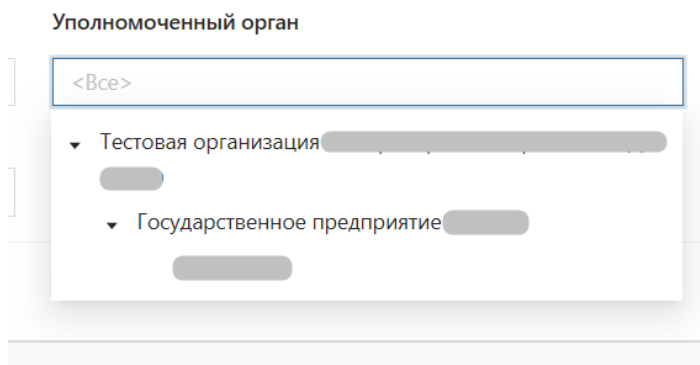 Уполномоченный орган
<Все>
Тестовая организация
Государственное предприятие